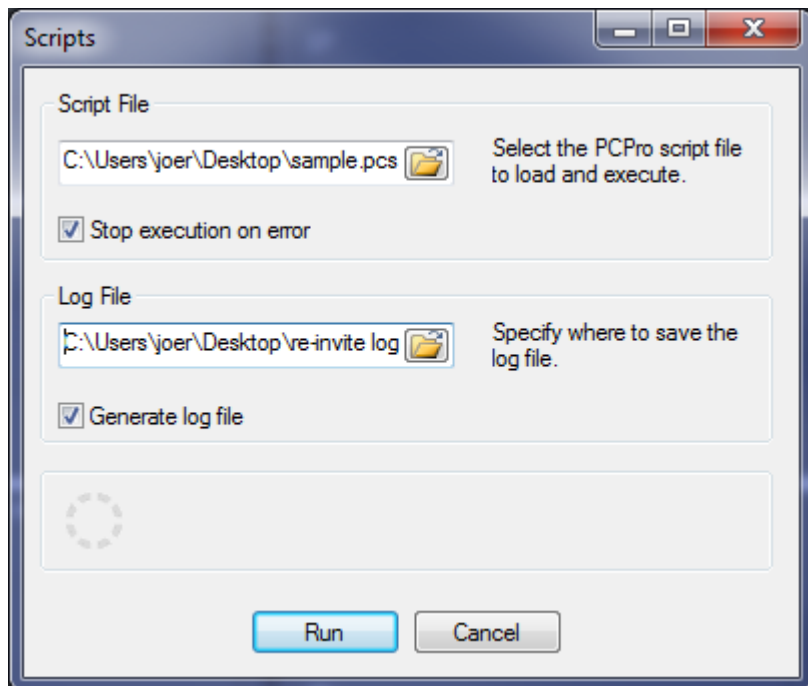 Scripts
Script File
C:\Users\joer\Desktop\sample.pcs
Select the PCPro script file
to load and execute.
Stop execution on error
Log File
C:\Users\joer\Desktop\re-invite log
Specify where to save the
log file.
Generate log file
Run
Cancel